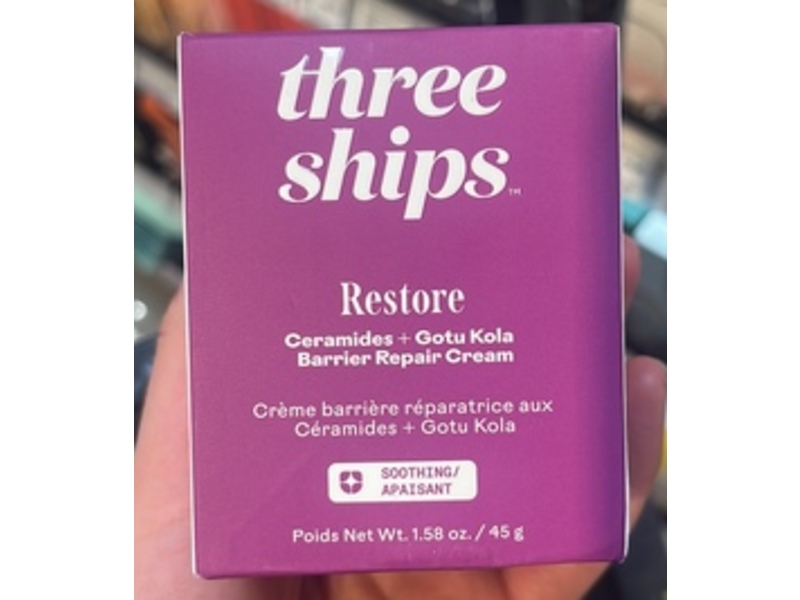 three
ships™
Restore
Ceramides + Gotu Kola
Barrier Repair Cream
Crème barrière réparatrice aux
Céramides + Gotu Kola
SOOTHING/
APAISANT
Poids Net Wt. 1.58 oz. / 45 g